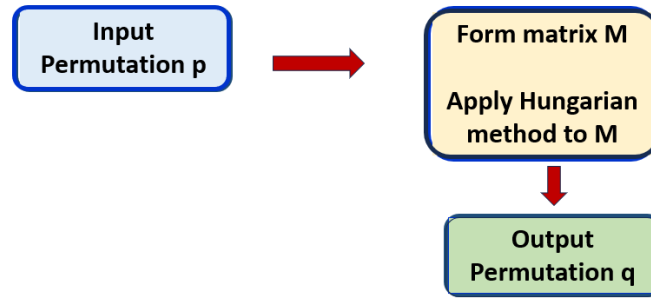 Input
Permutation p
Form matrix M
Apply Hungarian
method to M
Output
Permutation q